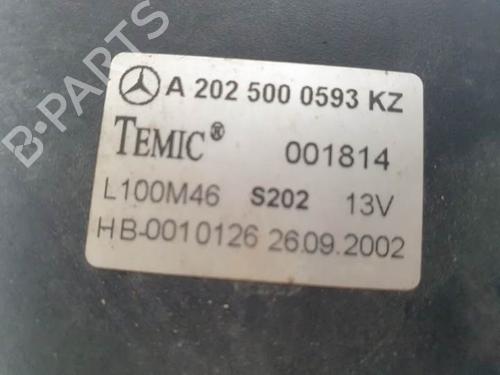 B-PARTS
A 202 500 0593 KZ
TEMIC® 001814
L100M46 S202 13V
HB-0010126 26.09.2002